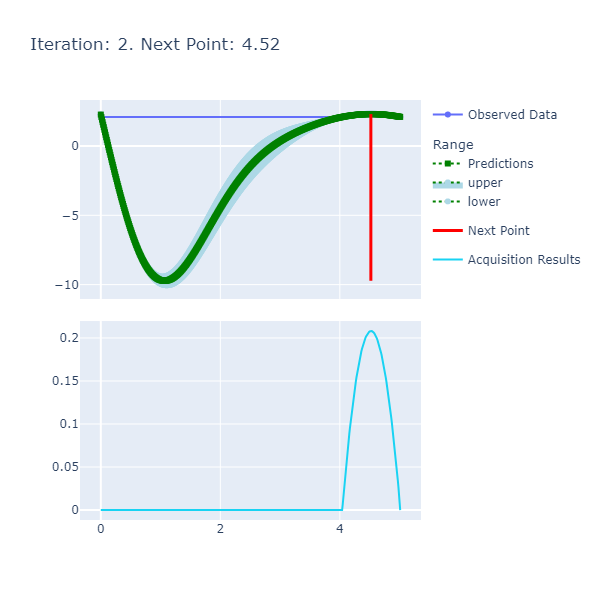 Iteration: 2. Next Point: 4.52
0
−5
−10
Observed Data
Range
Predictions
upper
lower
Next Point
Acquisition Results
0.2
0.15
0.1
0.05
0
0 2 4